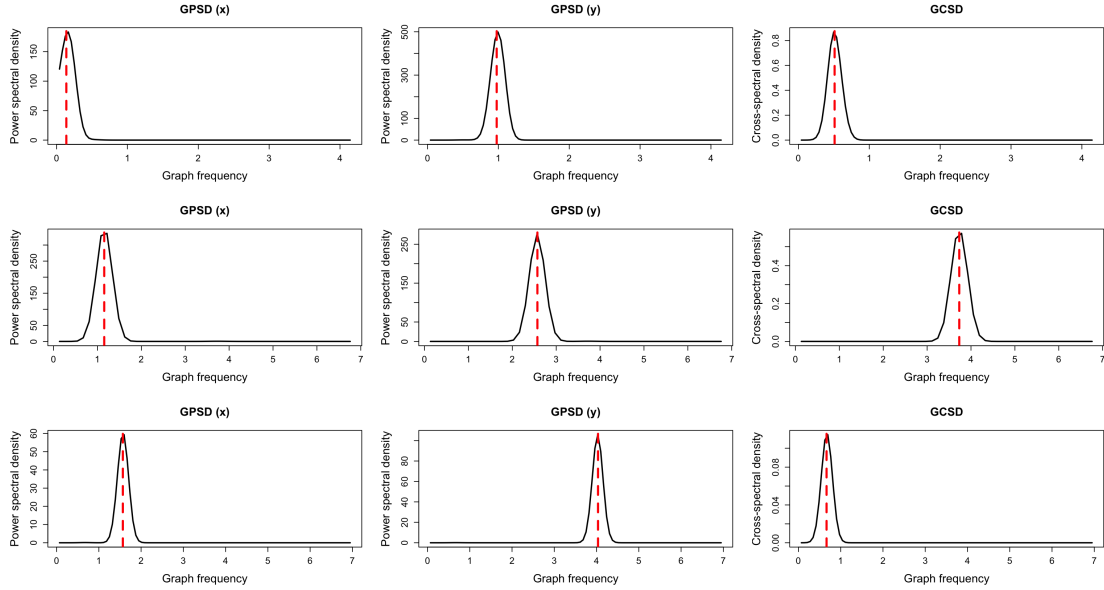 GPSD (x)
Power spectral density
0 50 100 150
0 1 2 3 4
Graph frequency
GPSD (y)
Power spectral density
0 100 300 500
0 1 2 3 4
Graph frequency
GCSD
Cross-spectral density
0.0 0.2 0.4 0.6 0.8
0 1 2 3 4
Graph frequency
GPSD (x)
Power spectral density
0 50 150 250
0 1 2 3 4 5 6 7
Graph frequency
GPSD (y)
Power spectral density
0 50 150 250
0 1 2 3 4 5 6 7
Graph frequency
GCSD
Cross-spectral density
0.0 0.2 0.4
0 1 2 3 4 5 6 7
Graph frequency
GPSD (x)
Power spectral density
0 10 20 30 40 50 60
0 1 2 3 4 5 6 7
Graph frequency
GPSD (y)
Power spectral density
0 20 40 60 80
0 1 2 3 4 5 6 7
Graph frequency
GCSD
Cross-spectral density
0.00 0.04 0.08
0 1 2 3 4 5 6 7
Graph frequency